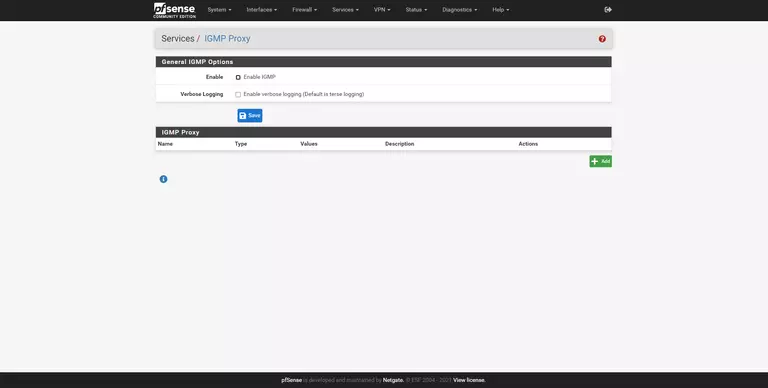 pfsense
COMMUNITY EDITION
System Interfaces Firewall Services VPN Status Diagnostics Help
Services / IGMP Proxy
General IGMP Options
Enable Enable IGMP
Verbose Logging Enable verbose logging (Default is terse logging)
Save
IGMP Proxy
Name Type Values Description Actions
Add
pfSense is developed and maintained by Netgate. © ESF 2004 - 2021 View license.